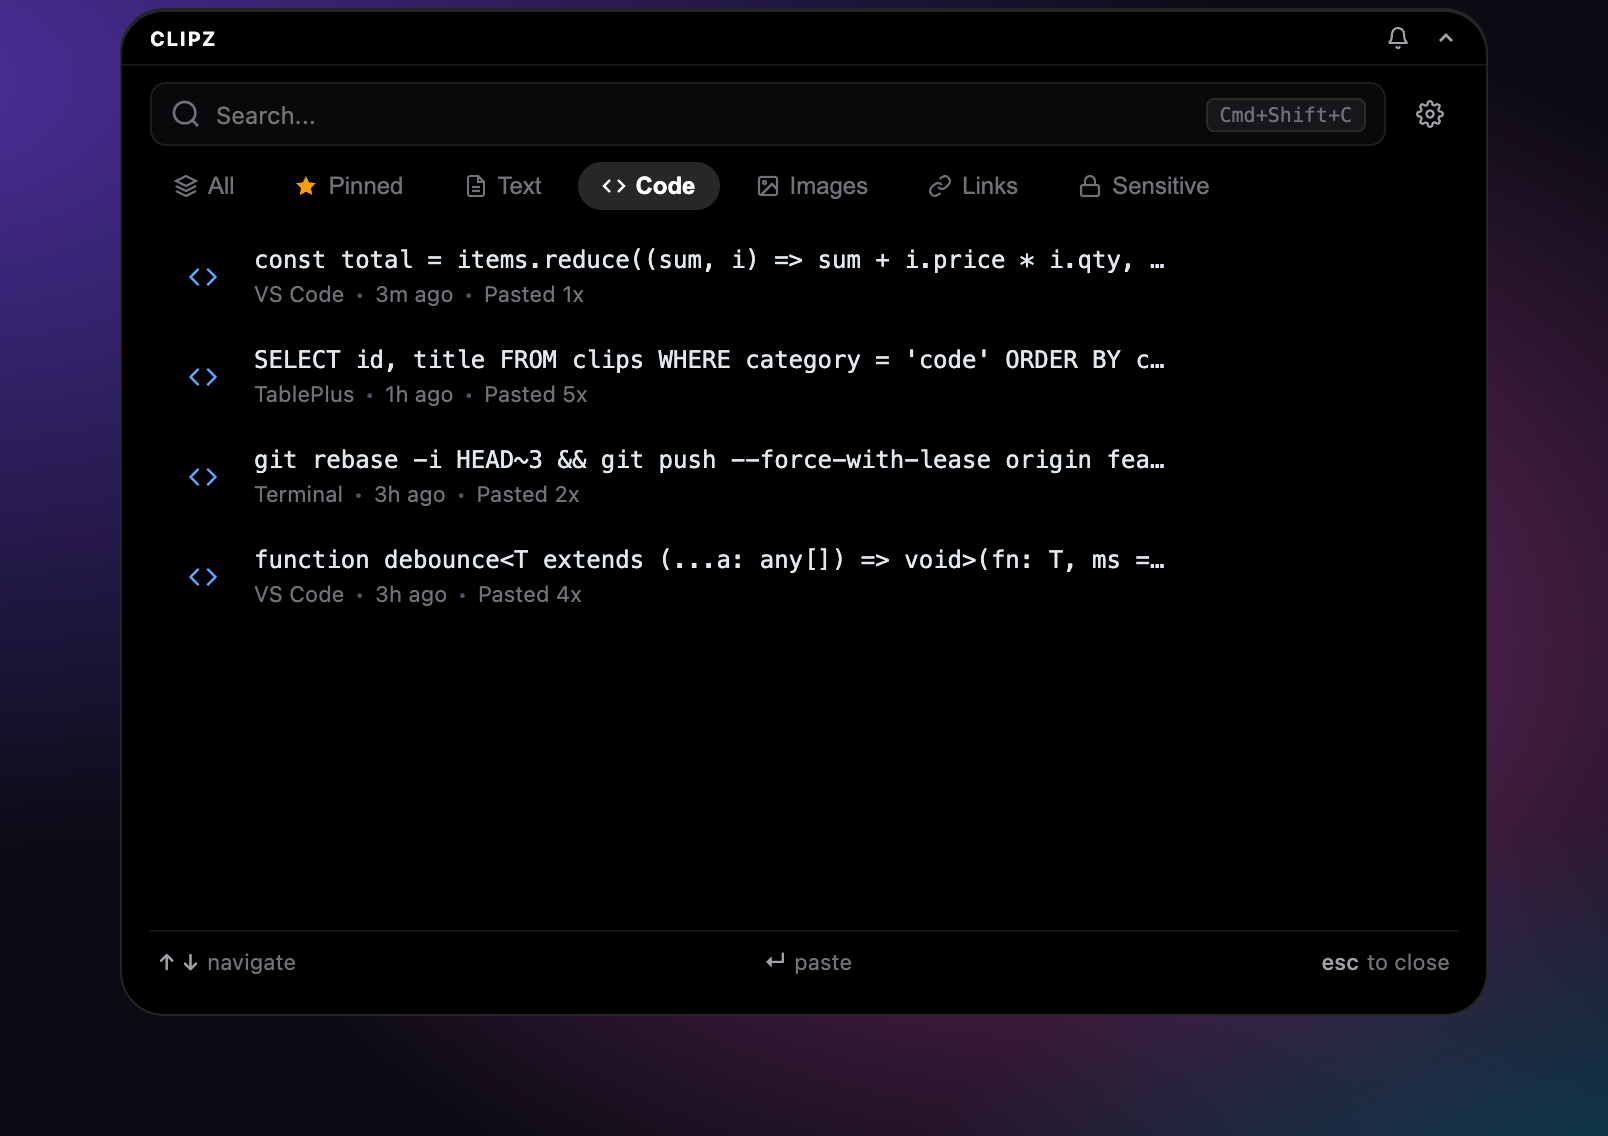 CLIPZ
Search...
Cmd+Shift+C
All
Pinned
Text
Code
Images
Links
Sensitive
const total = items.reduce((sum, i) => sum + i.price * i.qty, …
VS Code • 3m ago • Pasted 1x
SELECT id, title FROM clips WHERE category = 'code' ORDER BY c…
TablePlus • 1h ago • Pasted 5x
git rebase -i HEAD~3 && git push --force-with-lease origin fea…
Terminal • 3h ago • Pasted 2x
function debounce<T extends (...a: any[]) => void>(fn: T, ms =…
VS Code • 3h ago • Pasted 4x
↑ ↓ navigate
↵ paste
esc to close